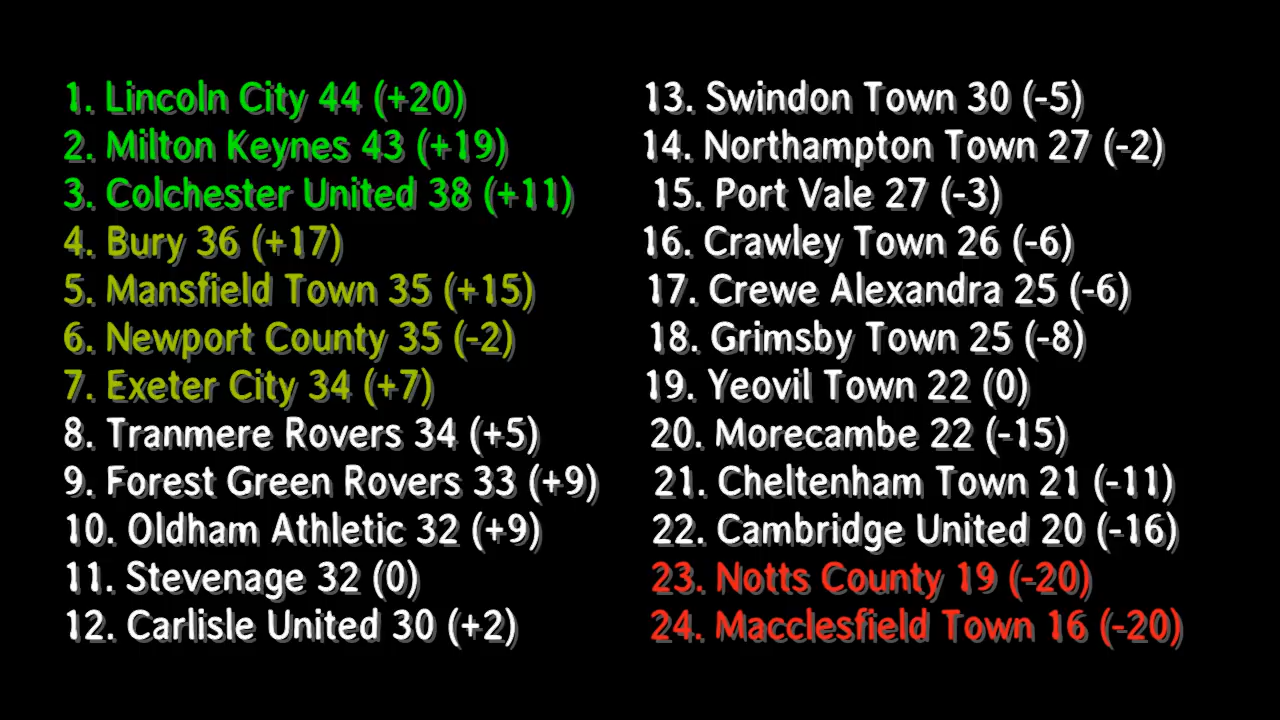 1. Lincoln City 44 (+20)
2. Milton Keynes 43 (+19)
3. Colchester United 38 (+11)
4. Bury 36 (+17)
5. Mansfield Town 35 (+15)
6. Newport County 35 (-2)
7. Exeter City 34 (+7)
8. Tranmere Rovers 34 (+5)
9. Forest Green Rovers 33 (+9)
10. Oldham Athletic 32 (+9)
11. Stevenage 32 (0)
12. Carlisle United 30 (+2)
13. Swindon Town 30 (-5)
14. Northampton Town 27 (-2)
15. Port Vale 27 (-3)
16. Crawley Town 26 (-6)
17. Crewe Alexandra 25 (-6)
18. Grimsby Town 25 (-8)
19. Yeovil Town 22 (0)
20. Morecambe 22 (-15)
21. Cheltenham Town 21 (-11)
22. Cambridge United 20 (-16)
23. Notts County 19 (-20)
24. Macclesfield Town 16 (-20)